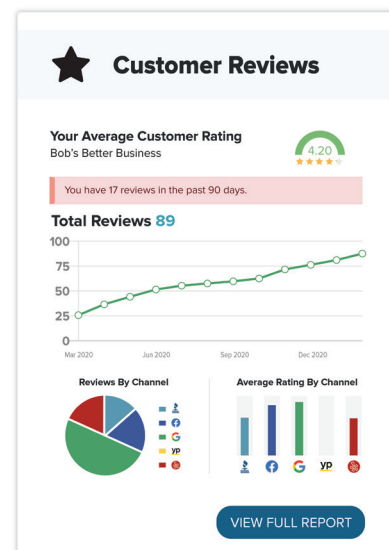 Customer Reviews
Your Average Customer Rating
Bob's Better Business
4.20
You have 17 reviews in the past 90 days.
Total Reviews 89
100
75
50
25
0
Mar 2020 Jun 2020 Sep 2020 Dec 2020
Reviews By Channel
Average Rating By Channel
G
yp
G yp
VIEW FULL REPORT